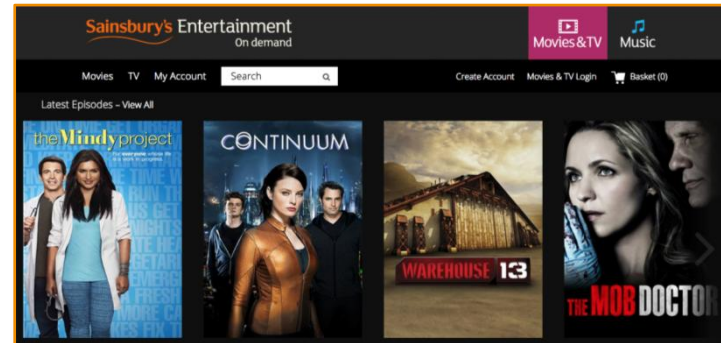 Sainsbury's Entertainment
On demand
Movies & TV
Music
Movies TV My Account Search
Create Account Movies & TV Login Basket (0)
Latest Episodes – View All
the Mindy project
CONTINUUM
WAREHOUSE 13
THE MOB DOCTOR